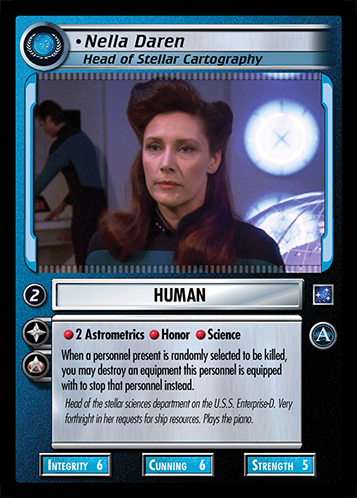 • Nella Daren
Head of Stellar Cartography
2
HUMAN
2 Astrometrics Honor Science
A
When a personnel present is randomly selected to be killed,
you may destroy an equipment this personnel is equipped
with to stop that personnel instead.
Head of the stellar sciences department on the U.S.S. Enterprise-D. Very
forthright in her requests for ship resources. Plays the piano.
INTEGRITY 6 CUNNING 6 STRENGTH 5